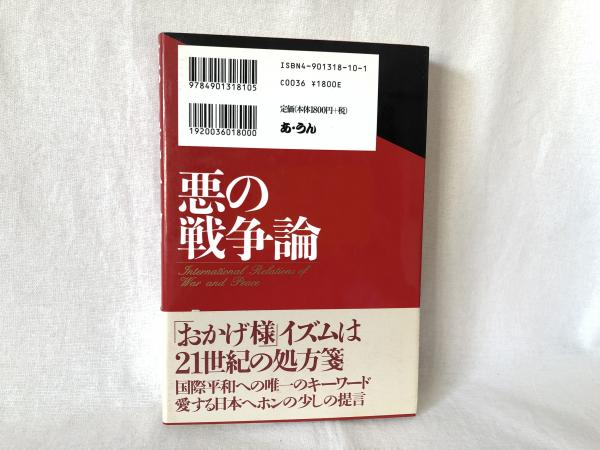 ISBN4-901318-10-1
C0036 ¥1800E
9784901318105
定価(本体1800円+税)
あ・うん
1920036018000
悪の
戦争論
International Relations of
War and Peace
「おかげ様」イズムは
21世紀の処方箋
国際平和への唯一のキーワード
愛する日本へホンの少しの提言